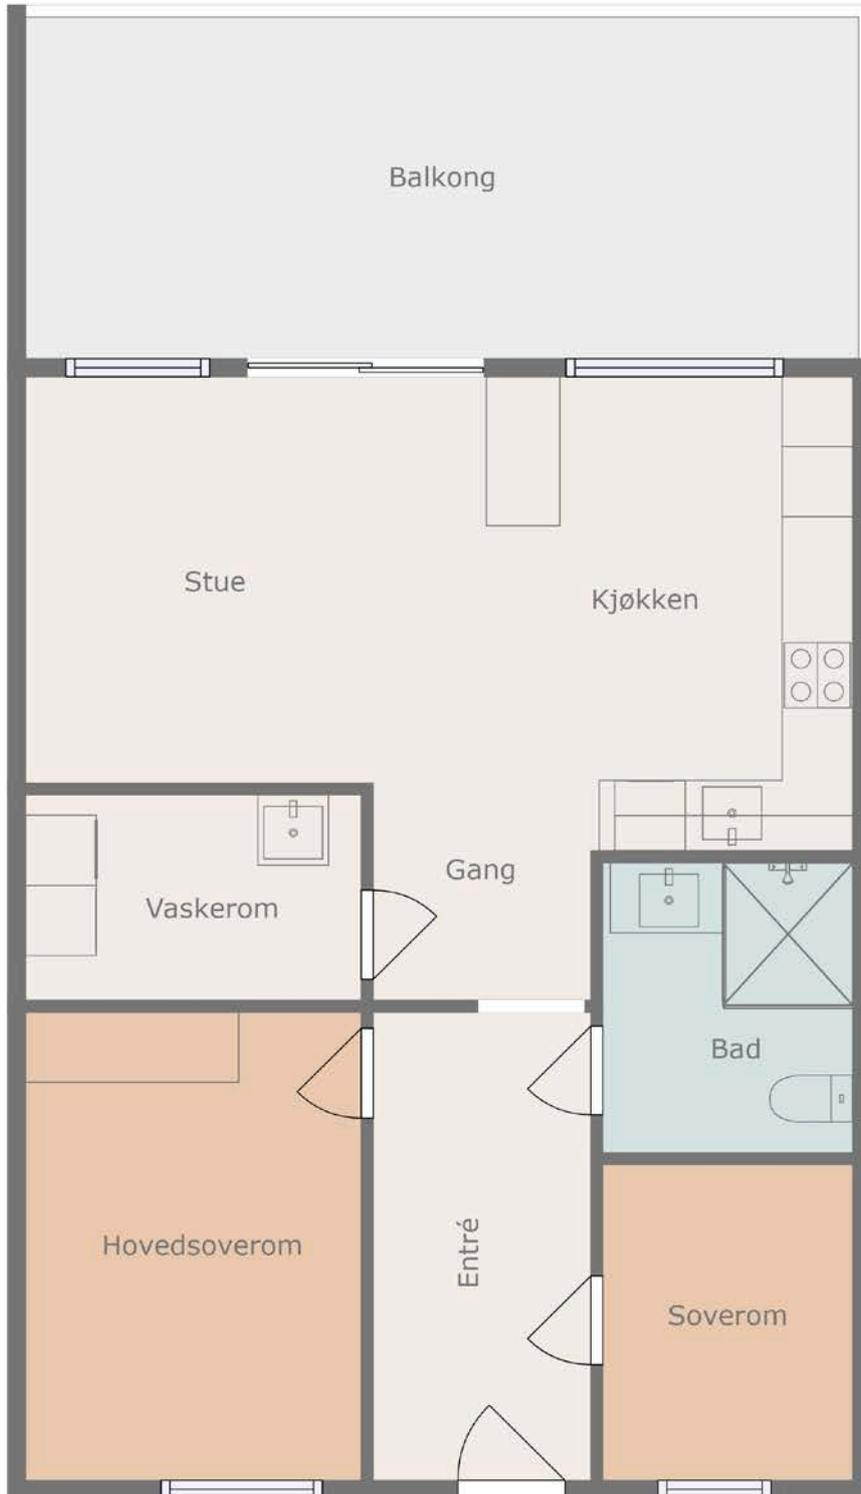 Balkong
Stue
Kjøkken
Gang
Vaskerom
Bad
Hovedsoverom
Entré
Soverom